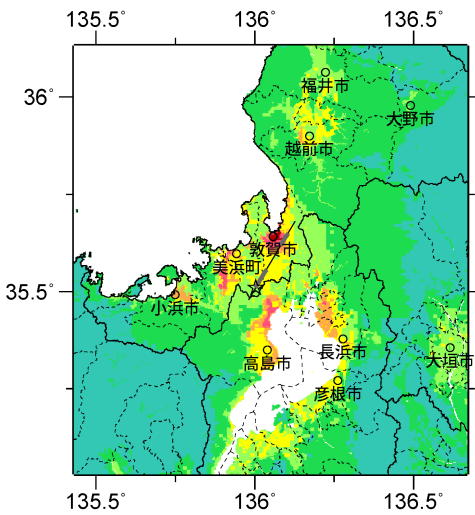 135.5° 136° 136.5°
36°
福井市
大野市
越前市
敦賀市
美浜町
35.5°
小浜市
高島市
長浜市
大垣市
彦根市
135.5° 136° 136.5°